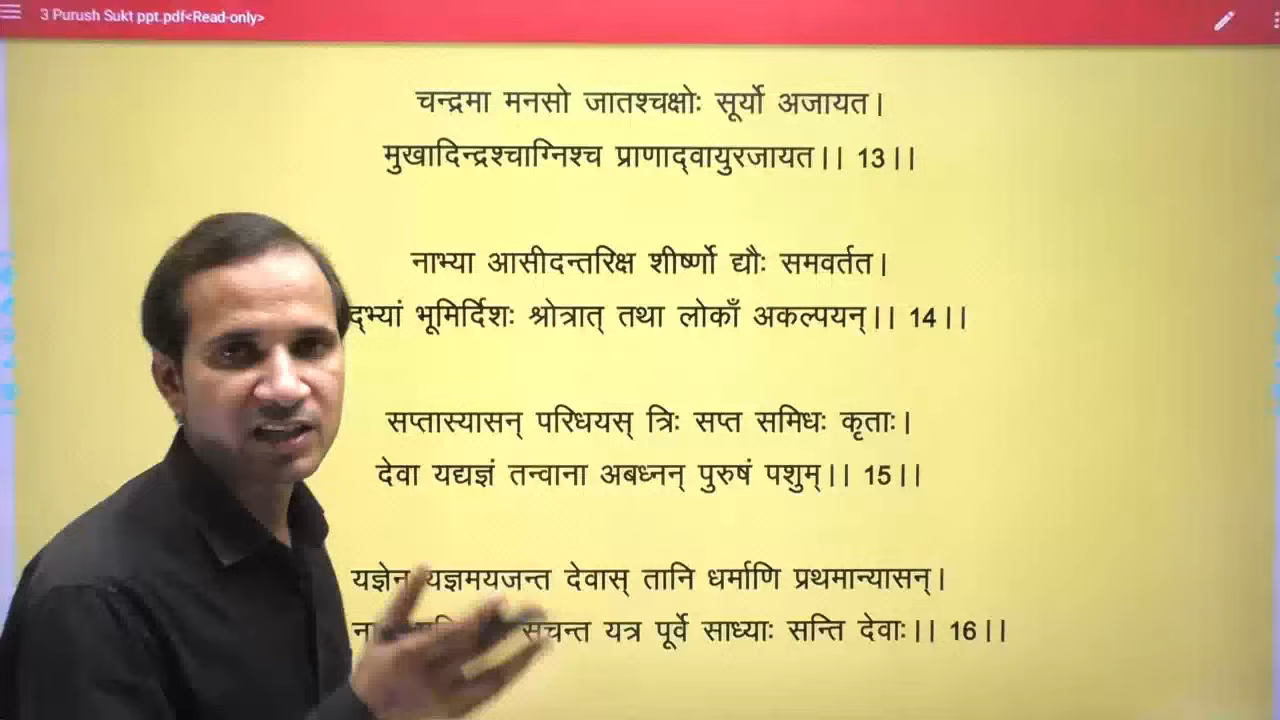 3 Purush Sukt ppt.pdf<Read-only>
चन्द्रमा मनसो जातश्चक्षोः सूर्यो अजायत।
मुखादिन्द्रश्चाग्निश्च प्राणाद्वायुरजायत।। 13।।
नाभ्या आसीदन्तरिक्ष शीर्ष्णो द्यौः समवर्तत।
द्भ्यां भूमिर्दिशः श्रोत्रात् तथा लोकाँ अकल्पयन्।। 14।।
सप्तास्यासन् परिधयस् त्रिः सप्त समिधः कृताः।
देवा यद्यज्ञं तन्वाना अबध्नन् पुरुषं पशुम्।। 15।।
यज्ञेन यज्ञमयजन्त देवास् तानि धर्माणि प्रथमान्यासन्।
सचन्त यत्र पूर्वे साध्याः सन्ति देवाः।। 16।।